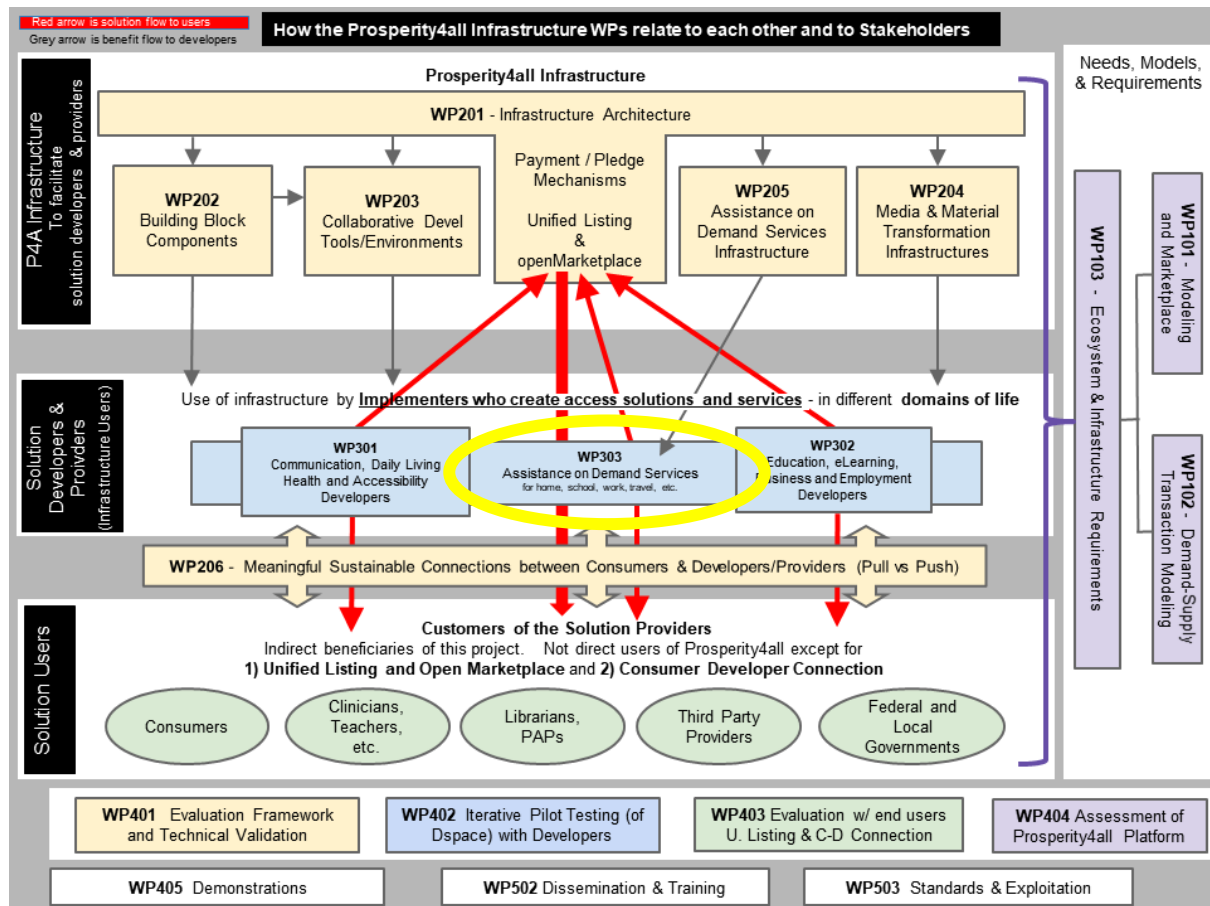 Red arrow is solution flow to users
Grey arrow is benefit flow to developers
How the Prosperity4all Infrastructure WPs relate to each other and to Stakeholders
P4A Infrastructure
To facilitate
solution developers & providers
Prosperity4all Infrastructure
WP201 - Infrastructure Architecture
WP202
Building Block
Components
WP203
Collaborative Devel
Tools/Environments
Payment / Pledge
Mechanisms
Unified Listing
&
openMarketplace
WP205
Assistance on
Demand Services
Infrastructure
WP204
Media & Material
Transformation
Infrastructures
Needs, Models,
& Requirements
WP103 - Ecosystem & Infrastructure Requirements
WP101 - Modeling
and Marketplace
WP102 - Demand-Supply
Transaction Modeling
Solution
Developers &
Proivders
(Infrastructure Users)
Use of infrastructure by Implementers who create access solutions and services - in different domains of life
WP301
Communication, Daily Living
Health and Accessibility
Developers
WP303
Assistance on Demand Services
for home, school, work, travel, etc.
WP302
Education, eLearning,
Business and Employment
Developers
WP206 - Meaningful Sustainable Connections between Consumers & Developers/Providers (Pull vs Push)
Solution Users
Customers of the Solution Providers
Indirect beneficiaries of this project. Not direct users of Prosperity4all except for
1) Unified Listing and Open Marketplace and 2) Consumer Developer Connection
Consumers
Clinicians,
Teachers,
etc.
Librarians,
PAPs
Third Party
Providers
Federal and
Local
Governments
WP401 Evaluation Framework
and Technical Validation
WP402 Iterative Pilot Testing (of
Dspace) with Developers
WP403 Evaluation w/ end users
U. Listing & C-D Connection
WP404 Assessment of
Prosperity4all Platform
WP405 Demonstrations
WP502 Dissemination & Training
WP503 Standards & Exploitation